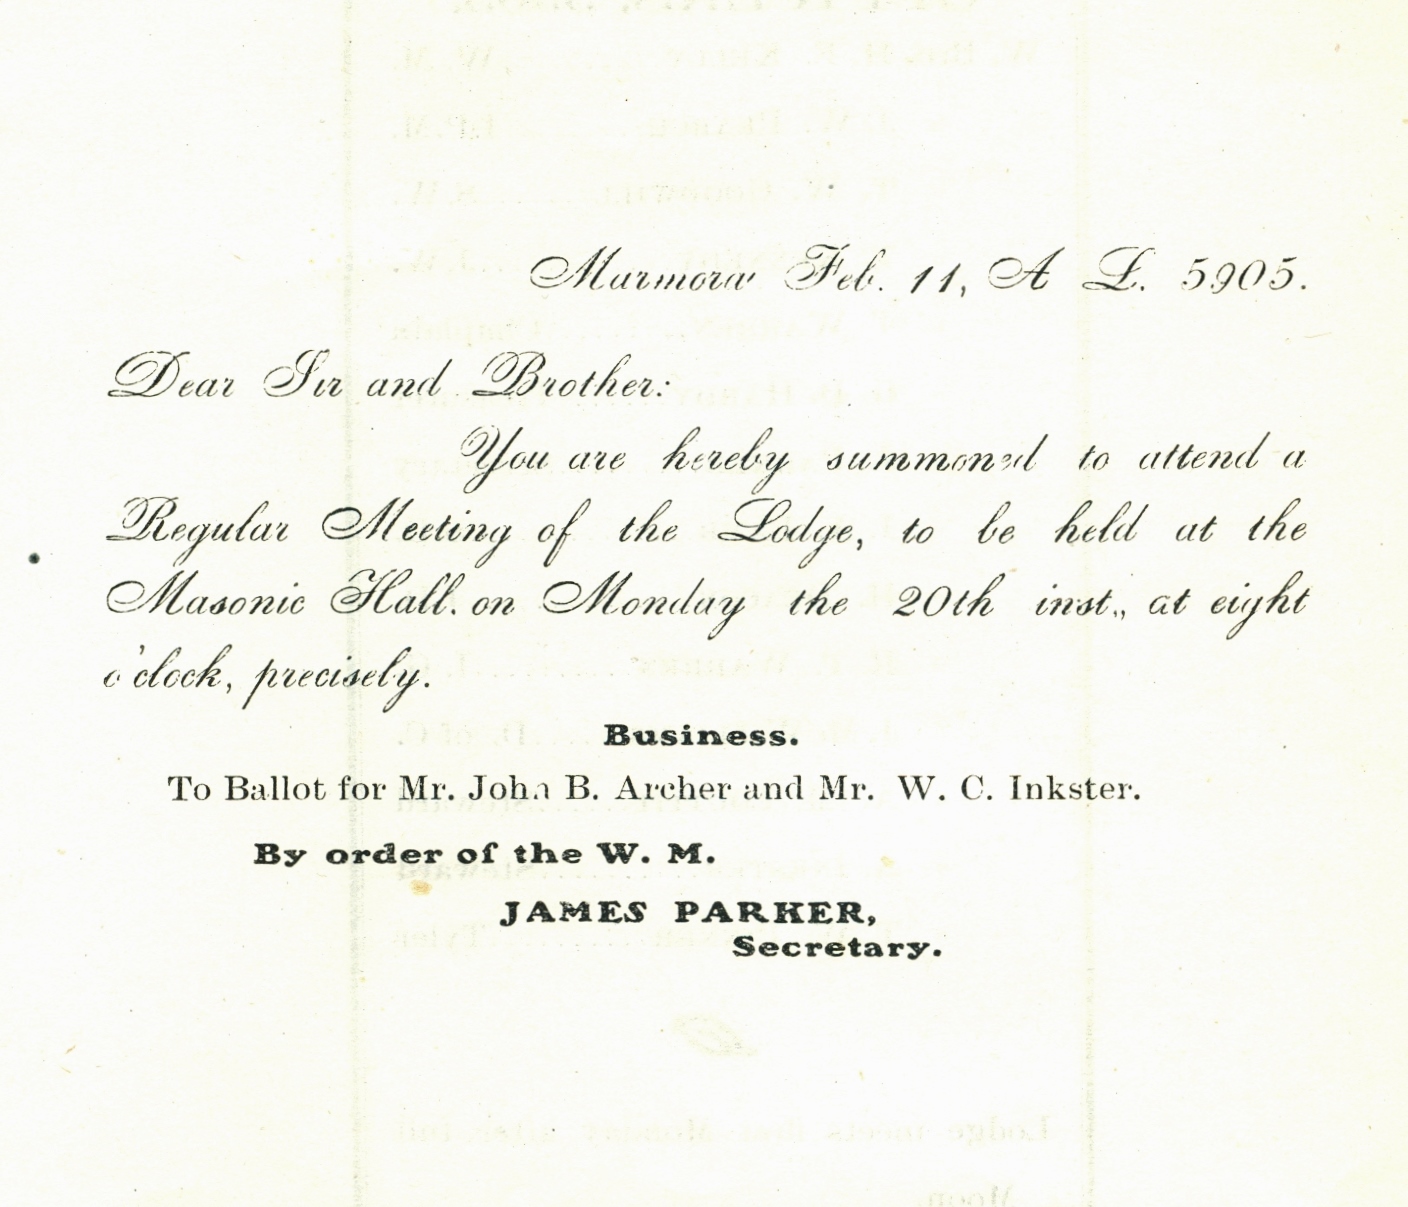 Marmora Feb. 11, A L. 5905.
Dear Sir and Brother:
You are hereby summoned to attend a
Regular Meeting of the Lodge, to be held at the
Masonic Hall. on Monday the 20th inst., at eight
o'clock, precisely.
Business.
To Ballot for Mr. John B. Archer and Mr. W. C. Inkster.
By order of the W. M.
JAMES PARKER,
Secretary.